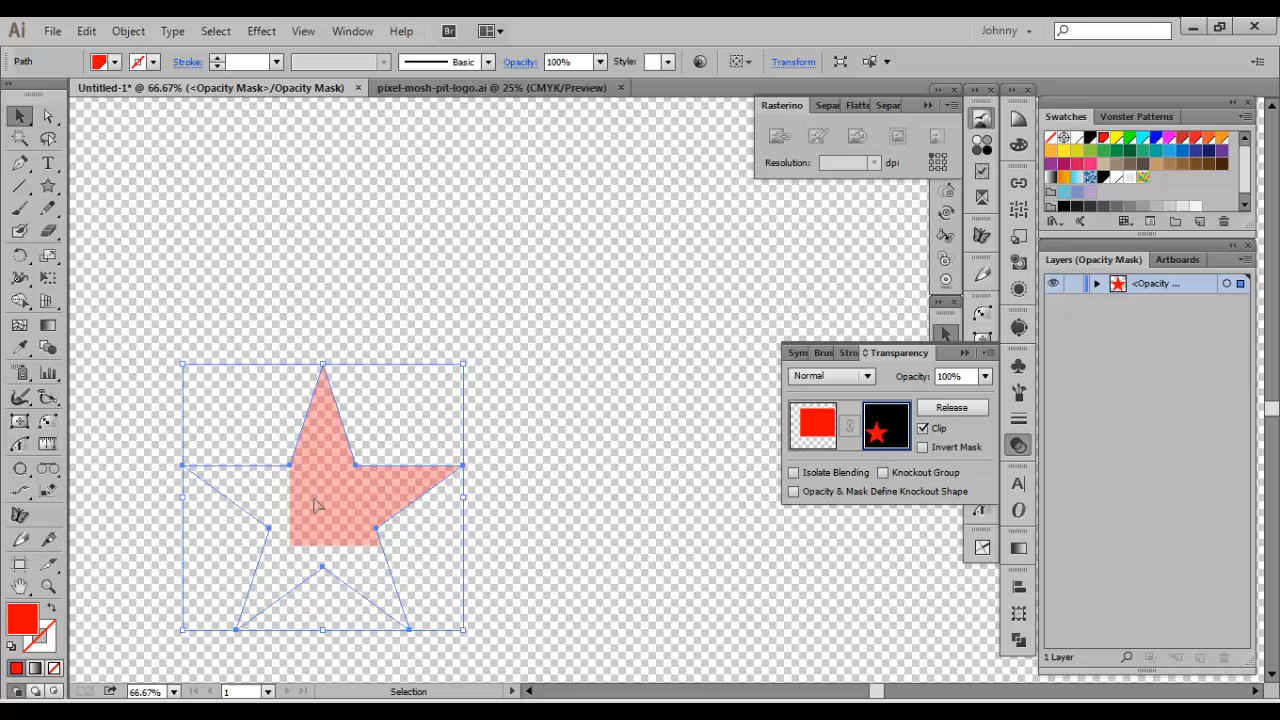 Ai File Edit Object Type Select Effect View Window Help Br Johnny
Path Stroke: Basic Opacity: 100% Style: Transform
Untitled-1* @ 66.67% (<Opacity Mask>/Opacity Mask) × pixel-mosh-pit-logo.ai @ 25% (CMYK/Preview) ×
Rasterino Separ Flatte Separ
Resolution: dpi
Swatches Vonster Patterns
Layers (Opacity Mask) Artboards
<Opacity ...
Sym Brus Stro Transparency
Normal Opacity: 100%
Release
Clip
Invert Mask
Isolate Blending Knockout Group
Opacity & Mask Define Knockout Shape
1 Layer
66.67% 1 Selection